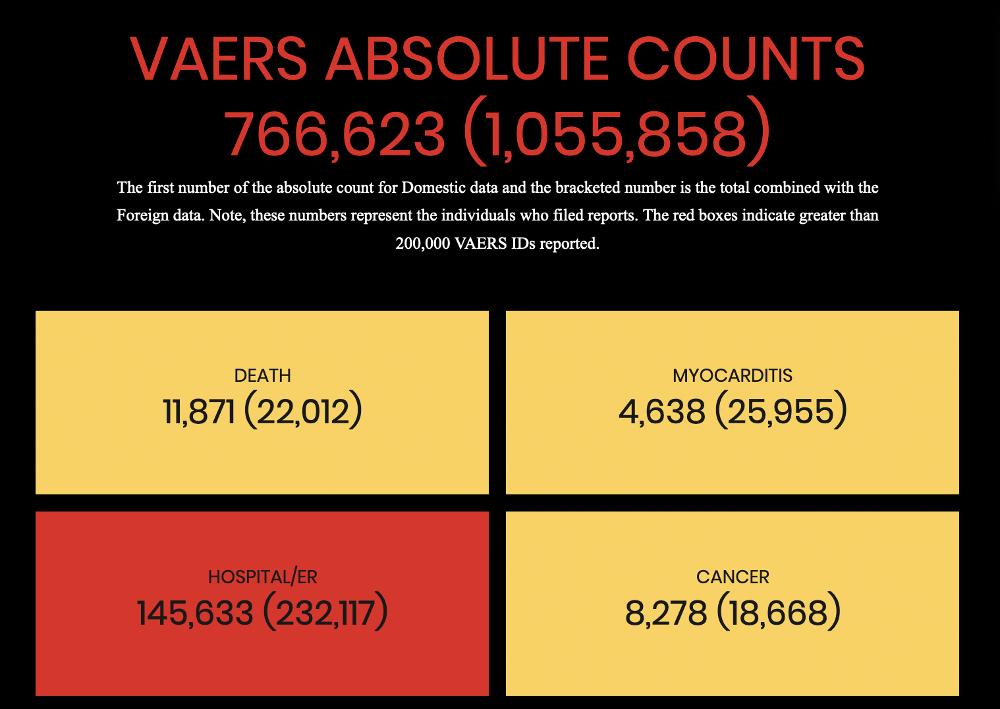 VAERS ABSOLUTE COUNTS
766,623 (1,055,858)
The first number of the absolute count for Domestic data and the bracketed number is the total combined with the
Foreign data. Note, these numbers represent the individuals who filed reports. The red boxes indicate greater than
200,000 VAERS IDs reported.
DEATH
11,871 (22,012)
MYOCARDITIS
4,638 (25,955)
HOSPITAL/ER
145,633 (232,117)
CANCER
8,278 (18,668)